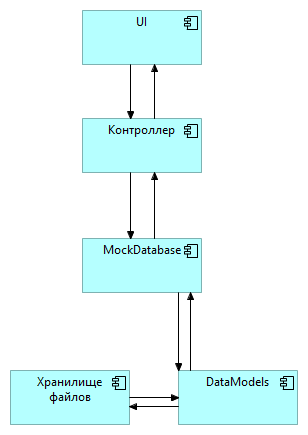 UI
Контроллер
MockDatabase
Хранилище
файлов
DataModels